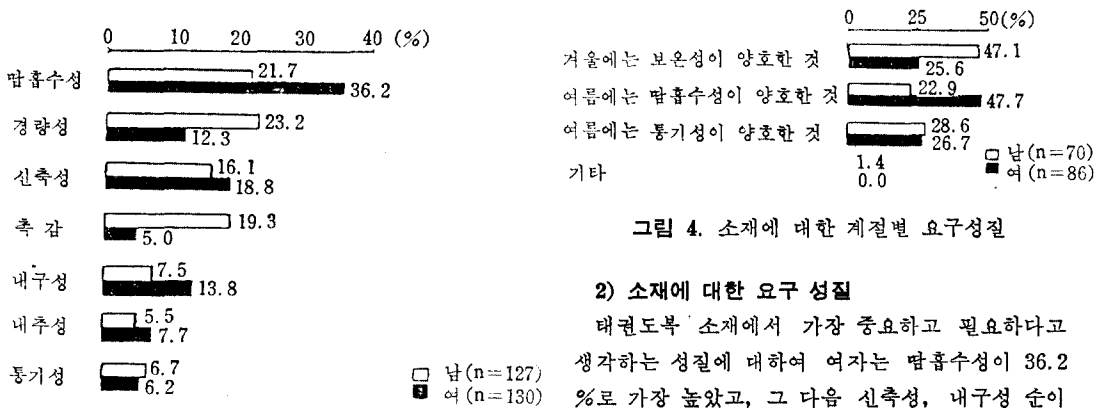 0 10 20 30 40 (%)
땀흡수성 21.7
36.2
경량성 23.2
12.3
신축성 16.1
18.8
촉 감 19.3
5.0
내구성 7.5
13.8
내추성 5.5
7.7
통기성 6.7
6.2
남(n=127)
여(n=130)
0 25 50(%)
겨울에는 보온성이 양호한 것 47.1
25.6
여름에는 땀흡수성이 양호한 것 22.9
47.7
여름에는 통기성이 양호한 것 28.6
26.7
기타 1.4
0.0
남(n=70)
여(n=86)
그림 4. 소재에 대한 계절별 요구성질
2) 소재에 대한 요구 성질
태권도복 소재에서 가장 중요하고 필요하다고
생각하는 성질에 대하여 여자는 땀흡수성이 36.2
%로 가장 높았고, 그 다음 신축성, 내구성 순이